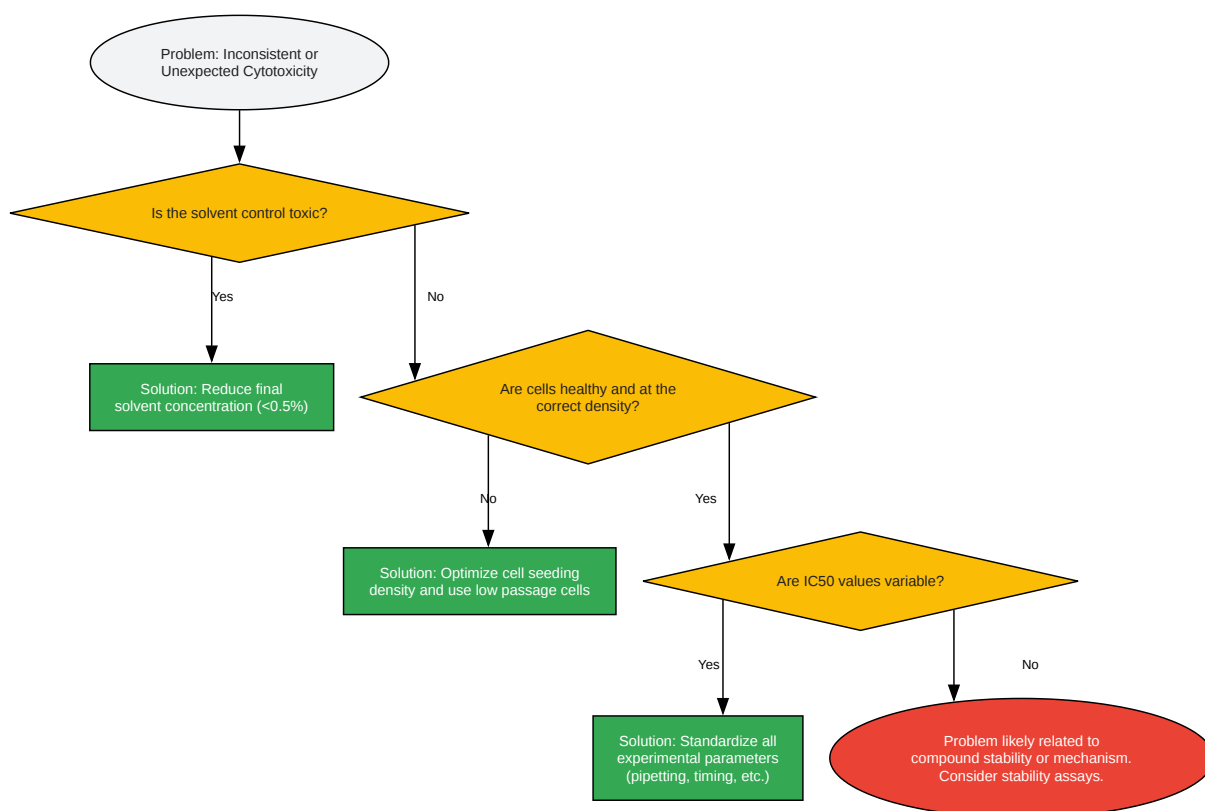 Problem: Inconsistent or
Unexpected Cytotoxicity
Is the solvent control toxic?
Yes
No
Solution: Reduce final
solvent concentration (<0.5%)
Are cells healthy and at the
correct density?
No
Yes
Solution: Optimize cell seeding
density and use low passage cells
Are IC50 values variable?
Yes
No
Solution: Standardize all
experimental parameters
(pipetting, timing, etc.)
Problem likely related to
compound stability or mechanism.
Consider stability assays.